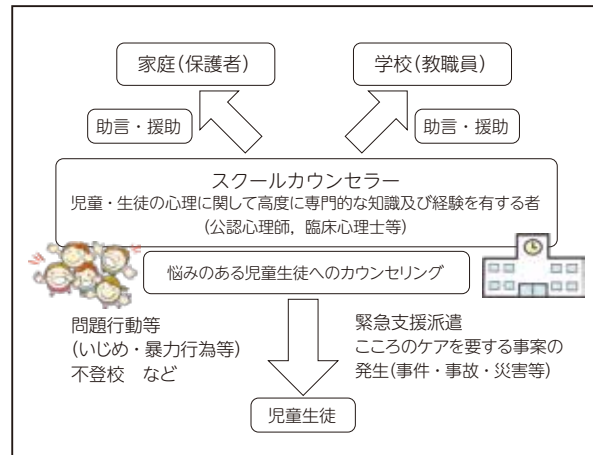 家庭(保護者)
学校(教職員)
助言・援助
助言・援助
スクールカウンセラー
児童・生徒の心理に関して高度に専門的な知識及び経験を有する者
(公認心理師，臨床心理士等)
悩みのある児童生徒へのカウンセリング
問題行動等
(いじめ・暴力行為等)
不登校　など
緊急支援派遣
こころのケアを要する事案の
発生(事件・事故・災害等)
児童生徒